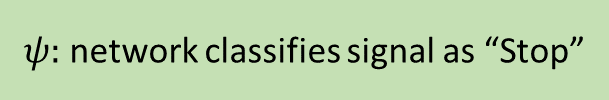 ψ: network classifies signal as “Stop”